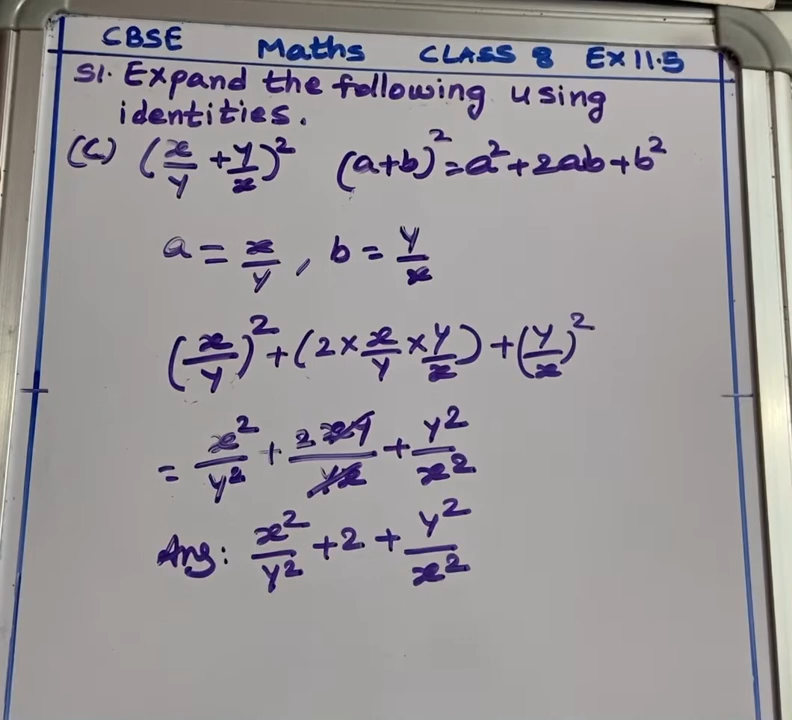 CBSE Maths CLASS 8 EX 11.5
S1. Expand the following using
identities.
(c) (x/y + y/x)² (a+b)² = a² + 2ab + b²
a = x/y , b = y/x
(x/y)² + (2 × x/y × y/x) + (y/x)²
= x²/y² + 2xy/yx + y²/x²
Ans: x²/y² + 2 + y²/x²